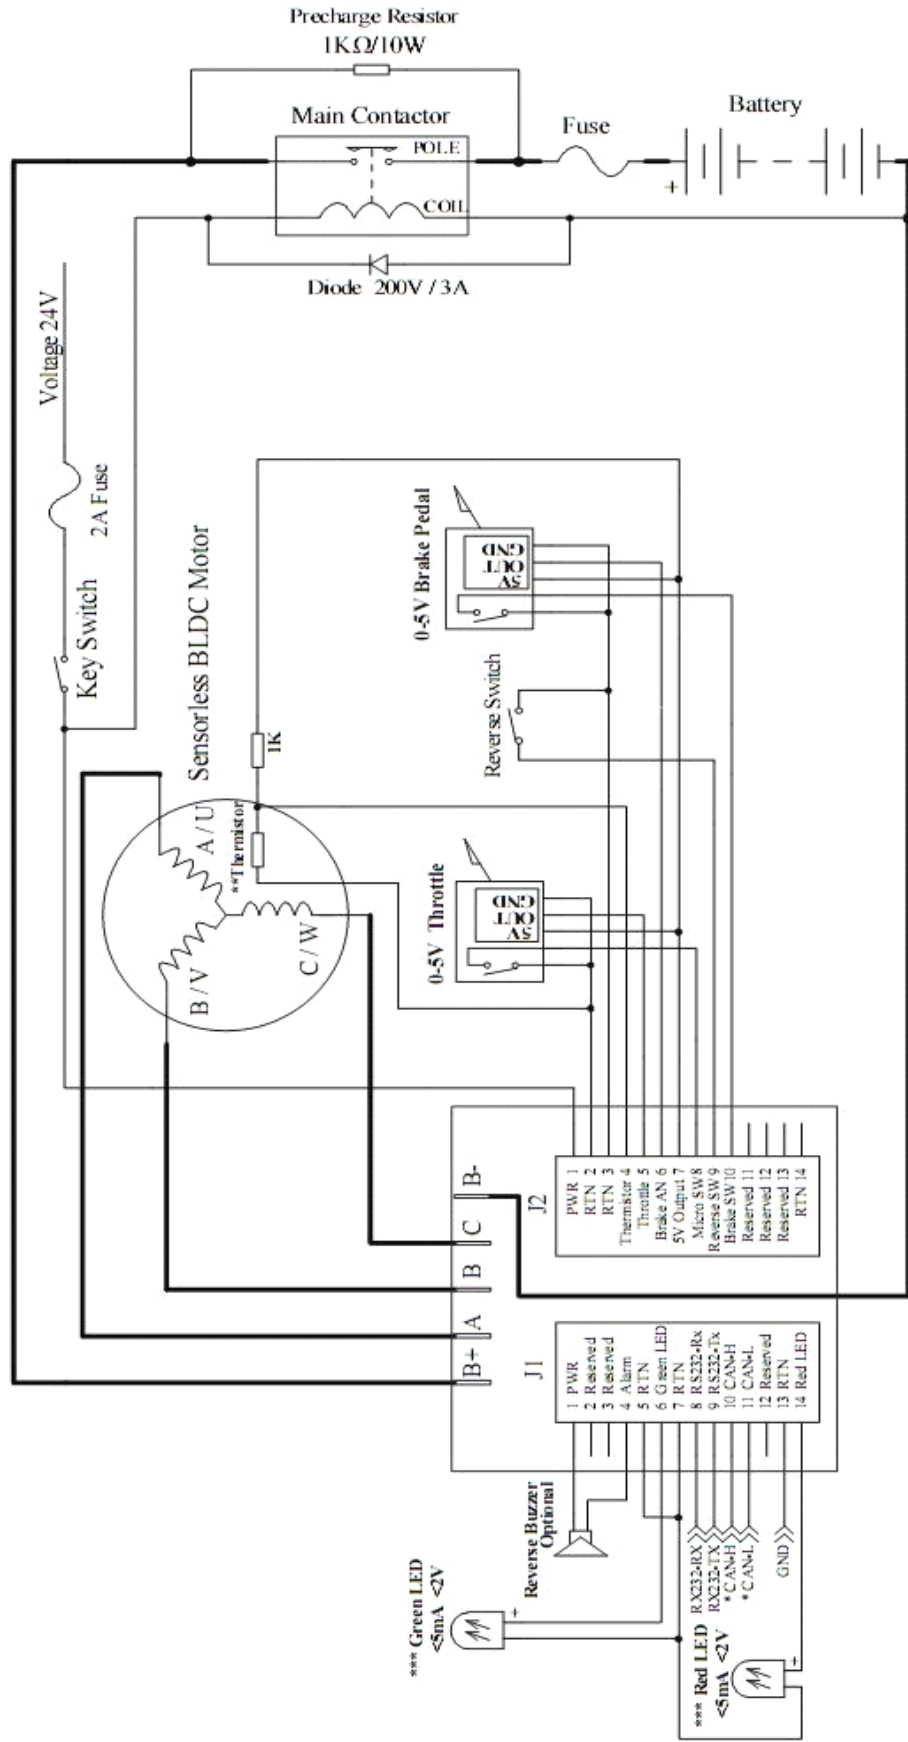 Precharge Resistor
1KΩ/10W
Main Contactor
POLE
COIL
Fuse
Battery
+
Diode 200V / 3A
Voltage 24V
2A Fuse
Key Switch
Sensorless BLDC Motor
A / U
B / V
C / W
**Thermistor
1K
0-5V Brake Pedal
GND
OUT
5V
Reverse Switch
0-5V Throttle
GND
OUT
5V
B-
C
B
A
B+
J2
PWR 1
RTN 2
RTN 3
Thermistor 4
Throttle 5
Brake AN 6
5V Output 7
Micro SW8
Reverse SW9
Brake SW10
Reserved 11
Reserved 12
Reserved 13
RTN 14
J1
1 PWR
2 Reserved
3 Reserved
4 Alarm
5 RTN
6 Green LED
7 RTN
8 RS232-Rx
9 RS232-Tx
10 CAN-H
11 CAN-L
12 Reserved
13 RTN
14 Red LED
Reverse Buzzer
Optional
*** Green LED
<5mA <2V
+
RX232-RX
RX232-TX
*CAN-H
*CAN-L
GND
*** Red LED
<5mA <2V
+